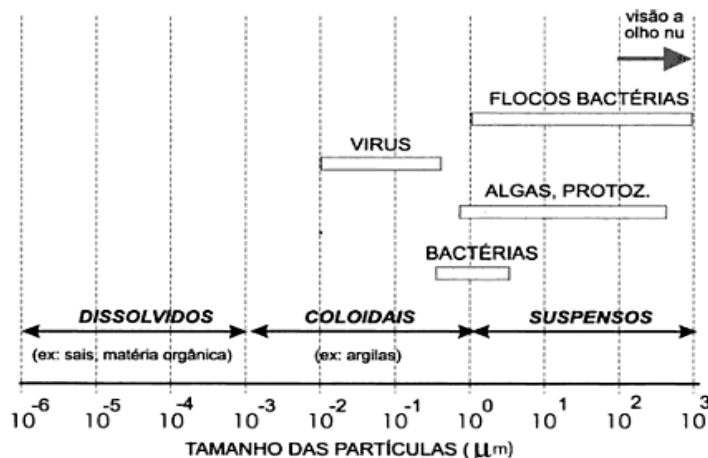 visão a
olho nu
FLOCOS BACTÉRIAS
VIRUS
ALGAS, PROTOZ.
BACTÉRIAS
DISSOLVIDOS COLOIDAIS SUSPENSOS
(ex: sais, matéria orgânica) (ex: argilas)
10⁻⁶ 10⁻⁵ 10⁻⁴ 10⁻³ 10⁻² 10⁻¹ 10⁰ 10¹ 10² 10³
TAMANHO DAS PARTÍCULAS (μm)